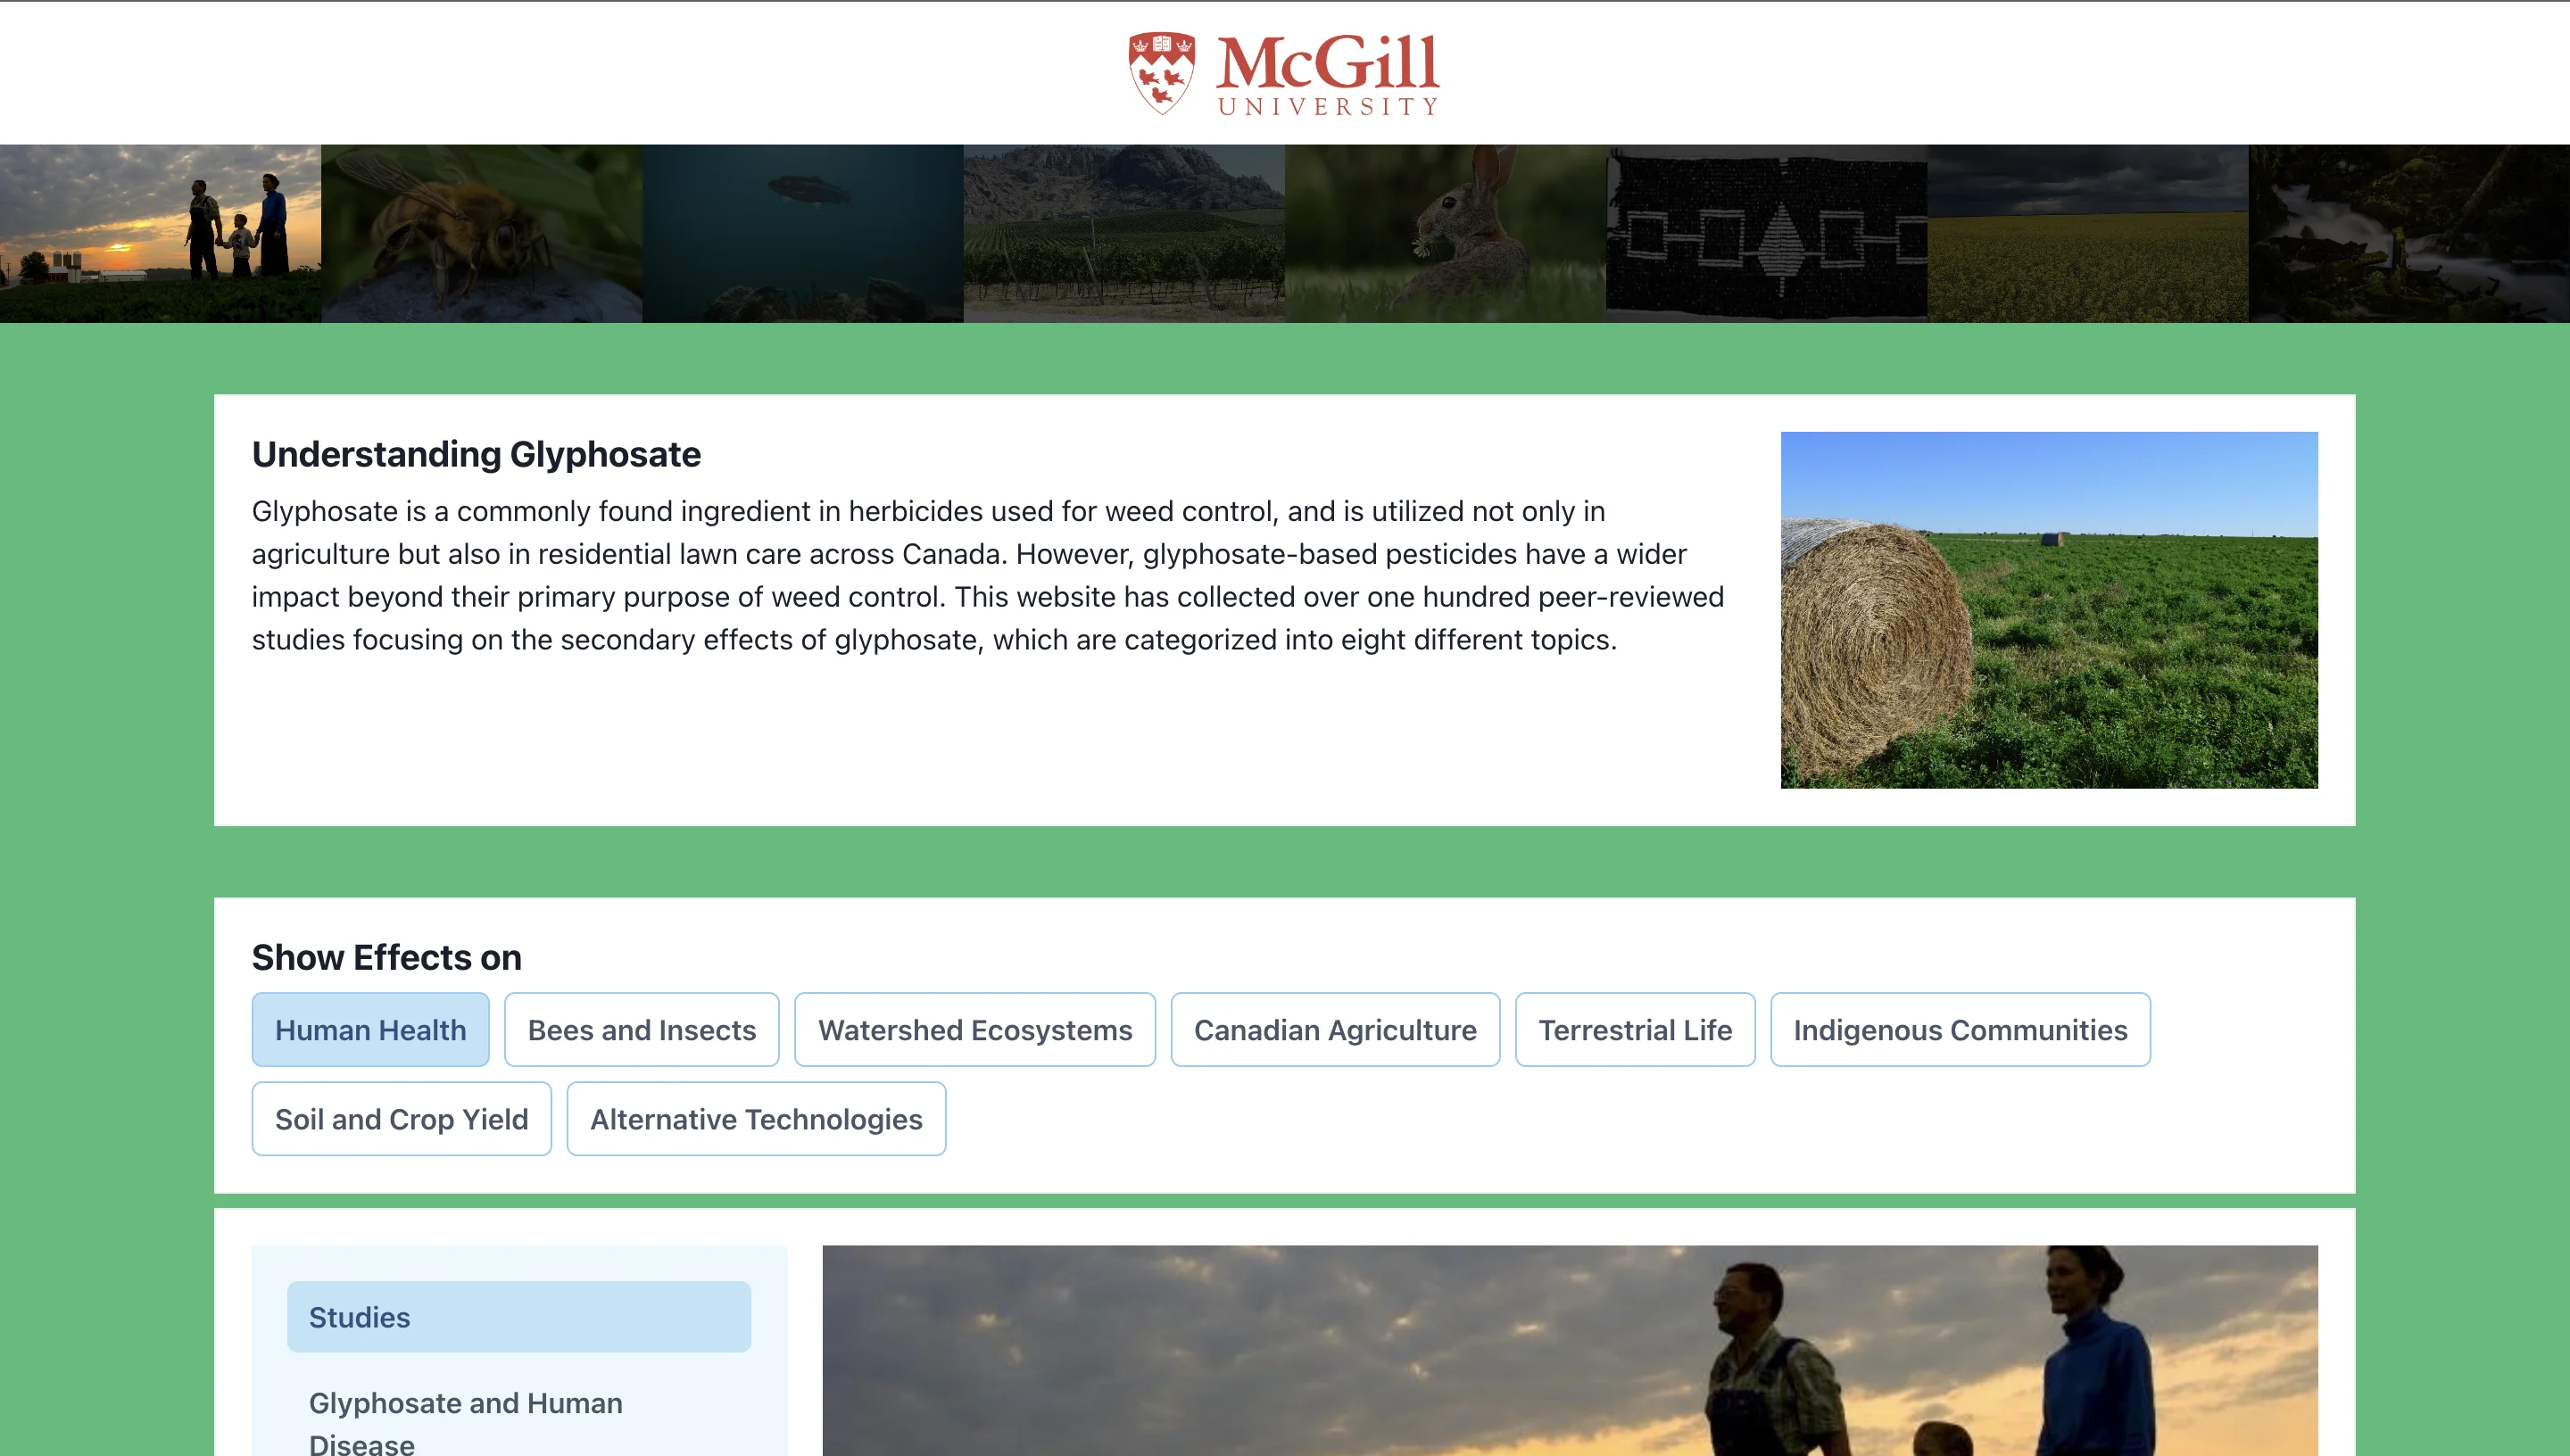 McGill
UNIVERSITY
Understanding Glyphosate
Glyphosate is a commonly found ingredient in herbicides used for weed control, and is utilized not only in
agriculture but also in residential lawn care across Canada. However, glyphosate-based pesticides have a wider
impact beyond their primary purpose of weed control. This website has collected over one hundred peer-reviewed
studies focusing on the secondary effects of glyphosate, which are categorized into eight different topics.
Show Effects on
Human Health
Bees and Insects
Watershed Ecosystems
Canadian Agriculture
Terrestrial Life
Indigenous Communities
Soil and Crop Yield
Alternative Technologies
Studies
Glyphosate and Human
Disease